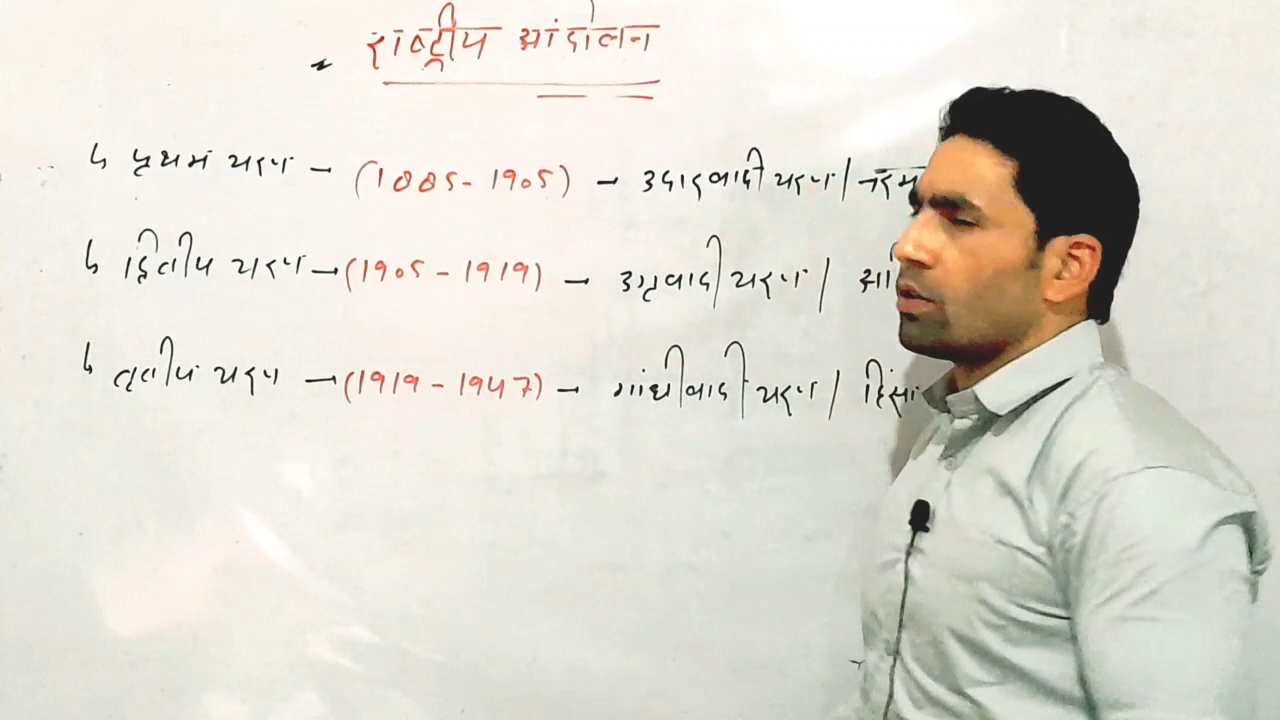 राष्ट्रीय आंदोलन
प्रथम चरण - (1885-1905) - उदारवादी चरण / नरम
द्वितीय चरण - (1905-1919) - उग्रवादी चरण /
तृतीय चरण - (1919-1947) - गांधीवादी चरण / हिंसा